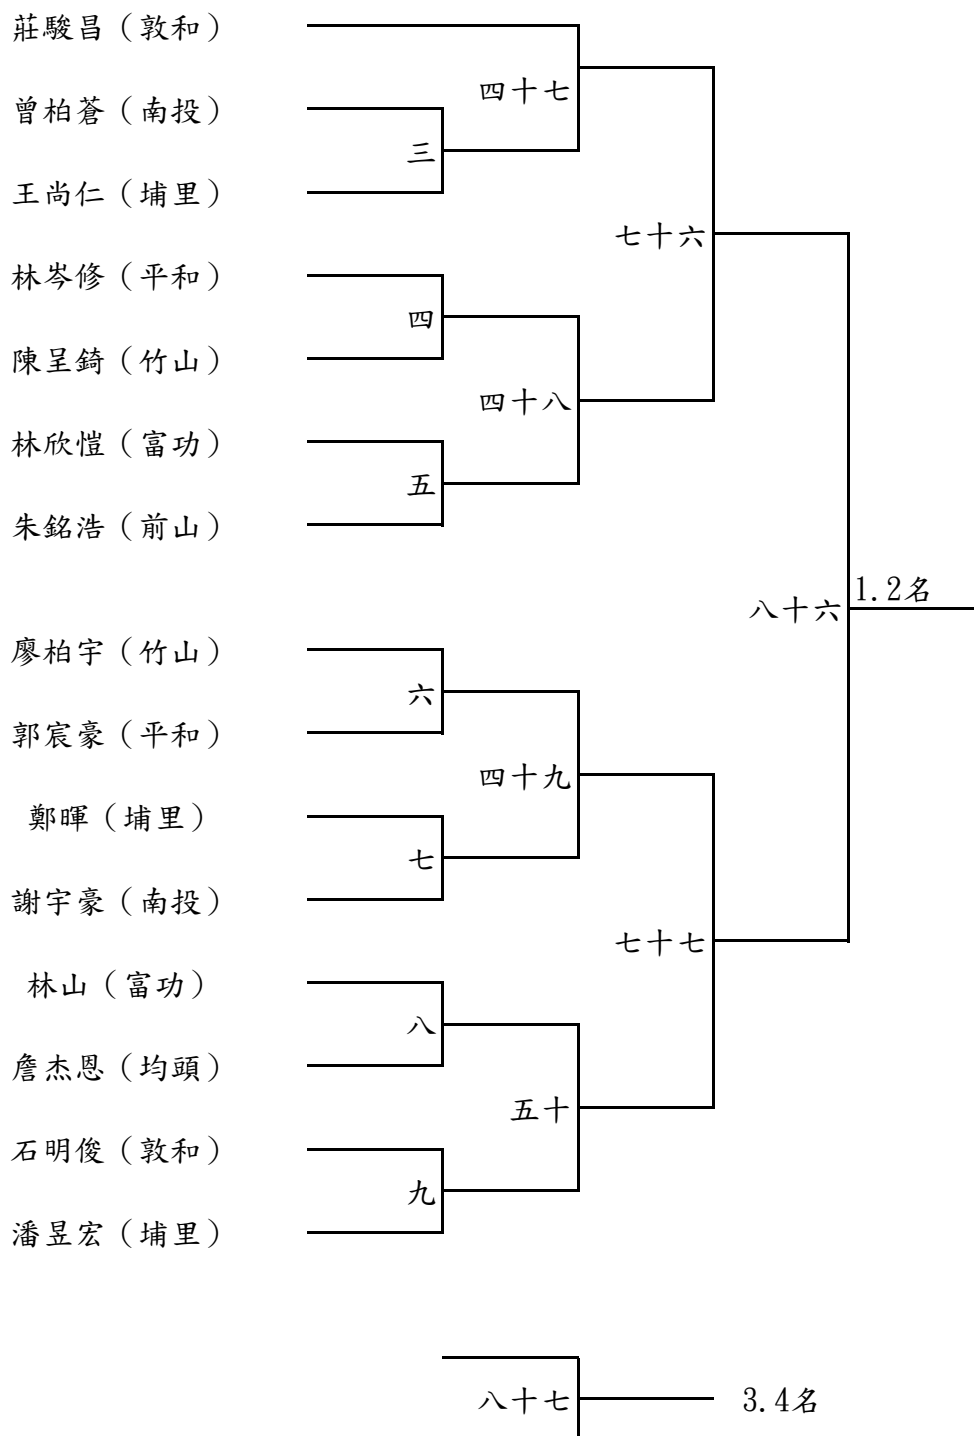 莊駿昌（敦和）
四十七
曾柏蒼（南投）
三
王尚仁（埔里）
七十六
林岑修（平和）
四
陳呈錡（竹山）
四十八
林欣愷（富功）
五
朱銘浩（前山）
1.2名
八十六
廖柏宇（竹山）
六
郭宸豪（平和）
四十九
鄭暉（埔里）
七
謝宇豪（南投）
七十七
林山（富功）
八
詹杰恩（均頭）
五十
石明俊（敦和）
九
潘昱宏（埔里）
八十七
3.4名